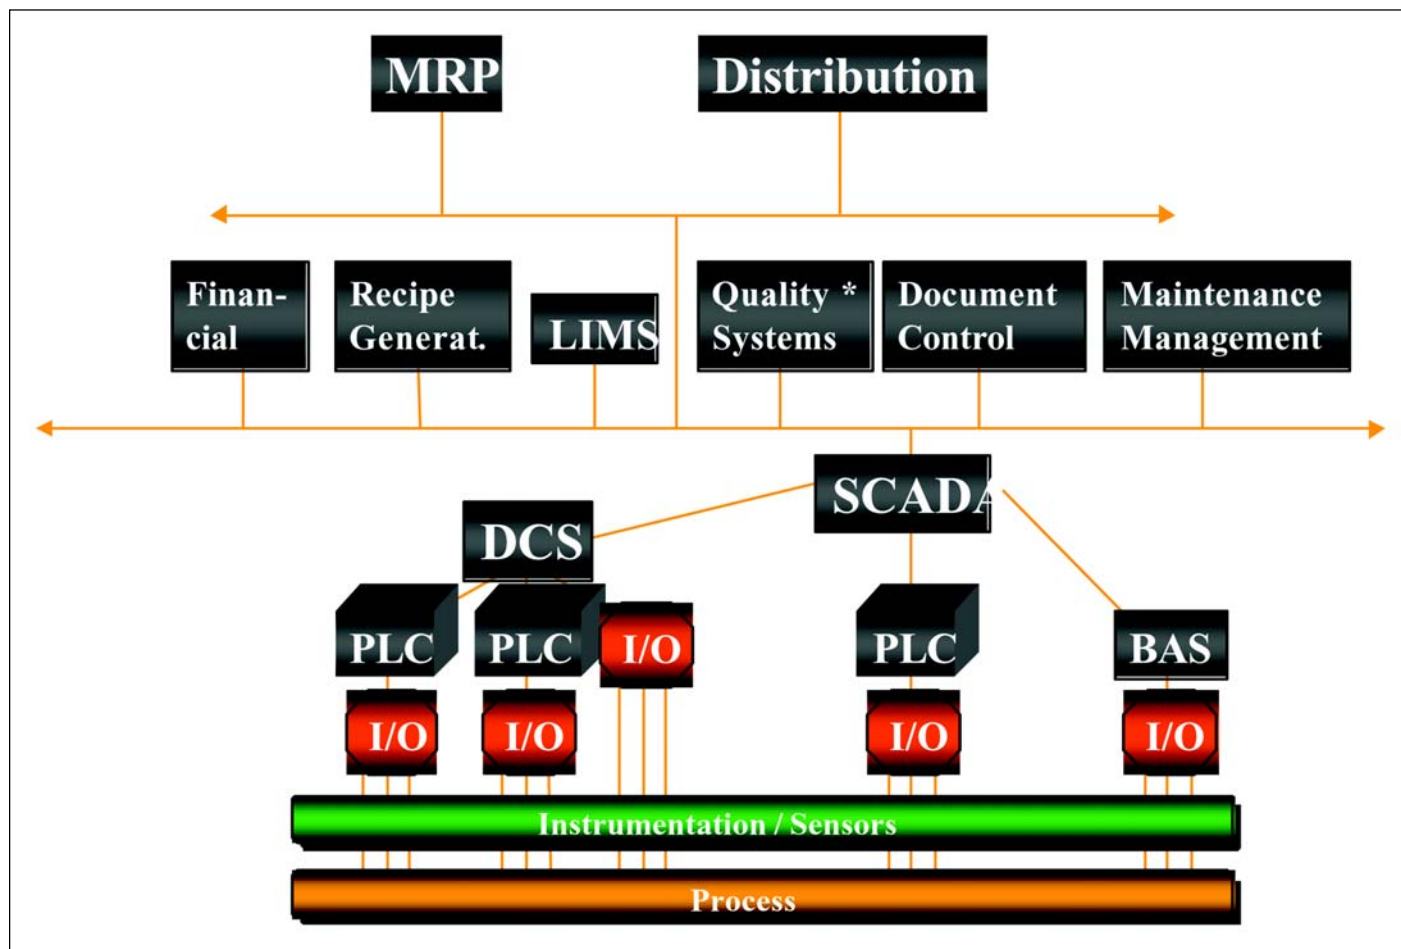 MRP
Distribution
Finan-
cial
Recipe
Generat.
LIMS
Quality *
Systems
Document
Control
Maintenance
Management
SCADA
DCS
PLC
PLC
I/O
PLC
BAS
I/O
I/O
I/O
I/O
Instrumentation / Sensors
Process